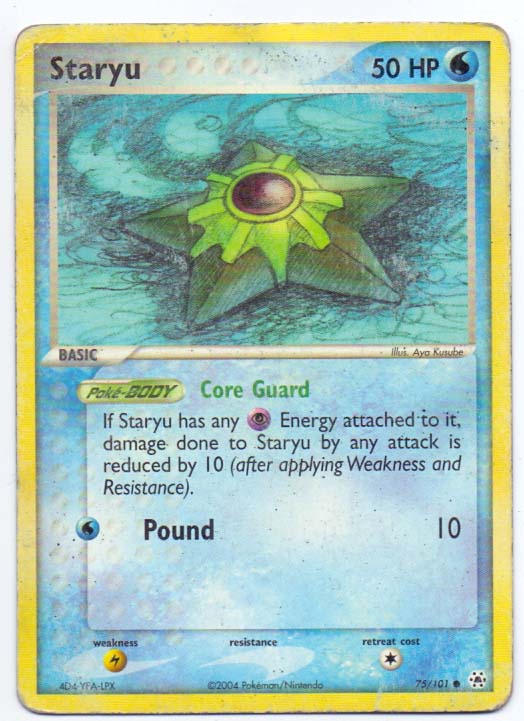 Staryu 50 HP
BASIC
Illus. Aya Kusube
Poké-BODY Core Guard
If Staryu has any Energy attached to it,
damage done to Staryu by any attack is
reduced by 10 (after applying Weakness and
Resistance).
Pound 10
weakness resistance retreat cost
4D4-YFA-LPX ©2004 Pokémon/Nintendo 75/101